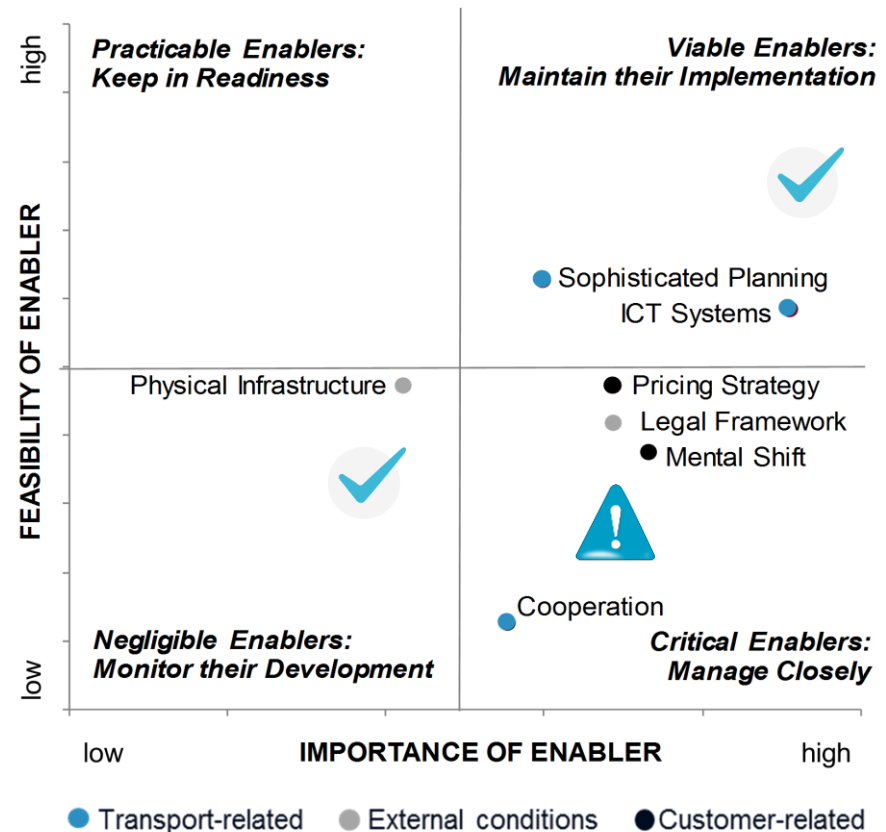 Practicable Enablers:
Keep in Readiness
Viable Enablers:
Maintain their Implementation
high
FEASIBILITY OF ENABLER
low
Sophisticated Planning
ICT Systems
Physical Infrastructure
Pricing Strategy
Legal Framework
Mental Shift
!
Cooperation
Negligible Enablers:
Monitor their Development
Critical Enablers:
Manage Closely
low
IMPORTANCE OF ENABLER
high
Transport-related
External conditions
Customer-related